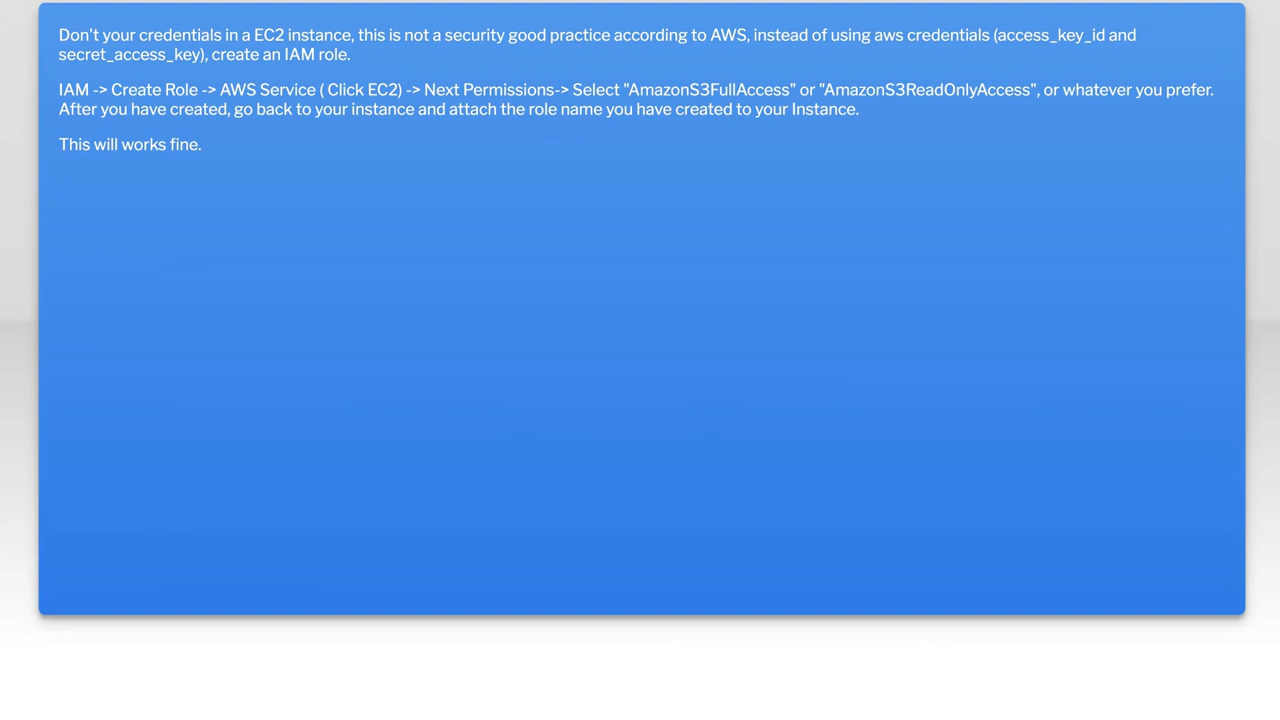 Don't your credentials in a EC2 instance, this is not a security good practice according to AWS, instead of using aws credentials (access_key_id and
secret_access_key), create an IAM role.
IAM -> Create Role -> AWS Service ( Click EC2) -> Next Permissions-> Select "AmazonS3FullAccess" or "AmazonS3ReadOnlyAccess", or whatever you prefer.
After you have created, go back to your instance and attach the role name you have created to your Instance.
This will works fine.